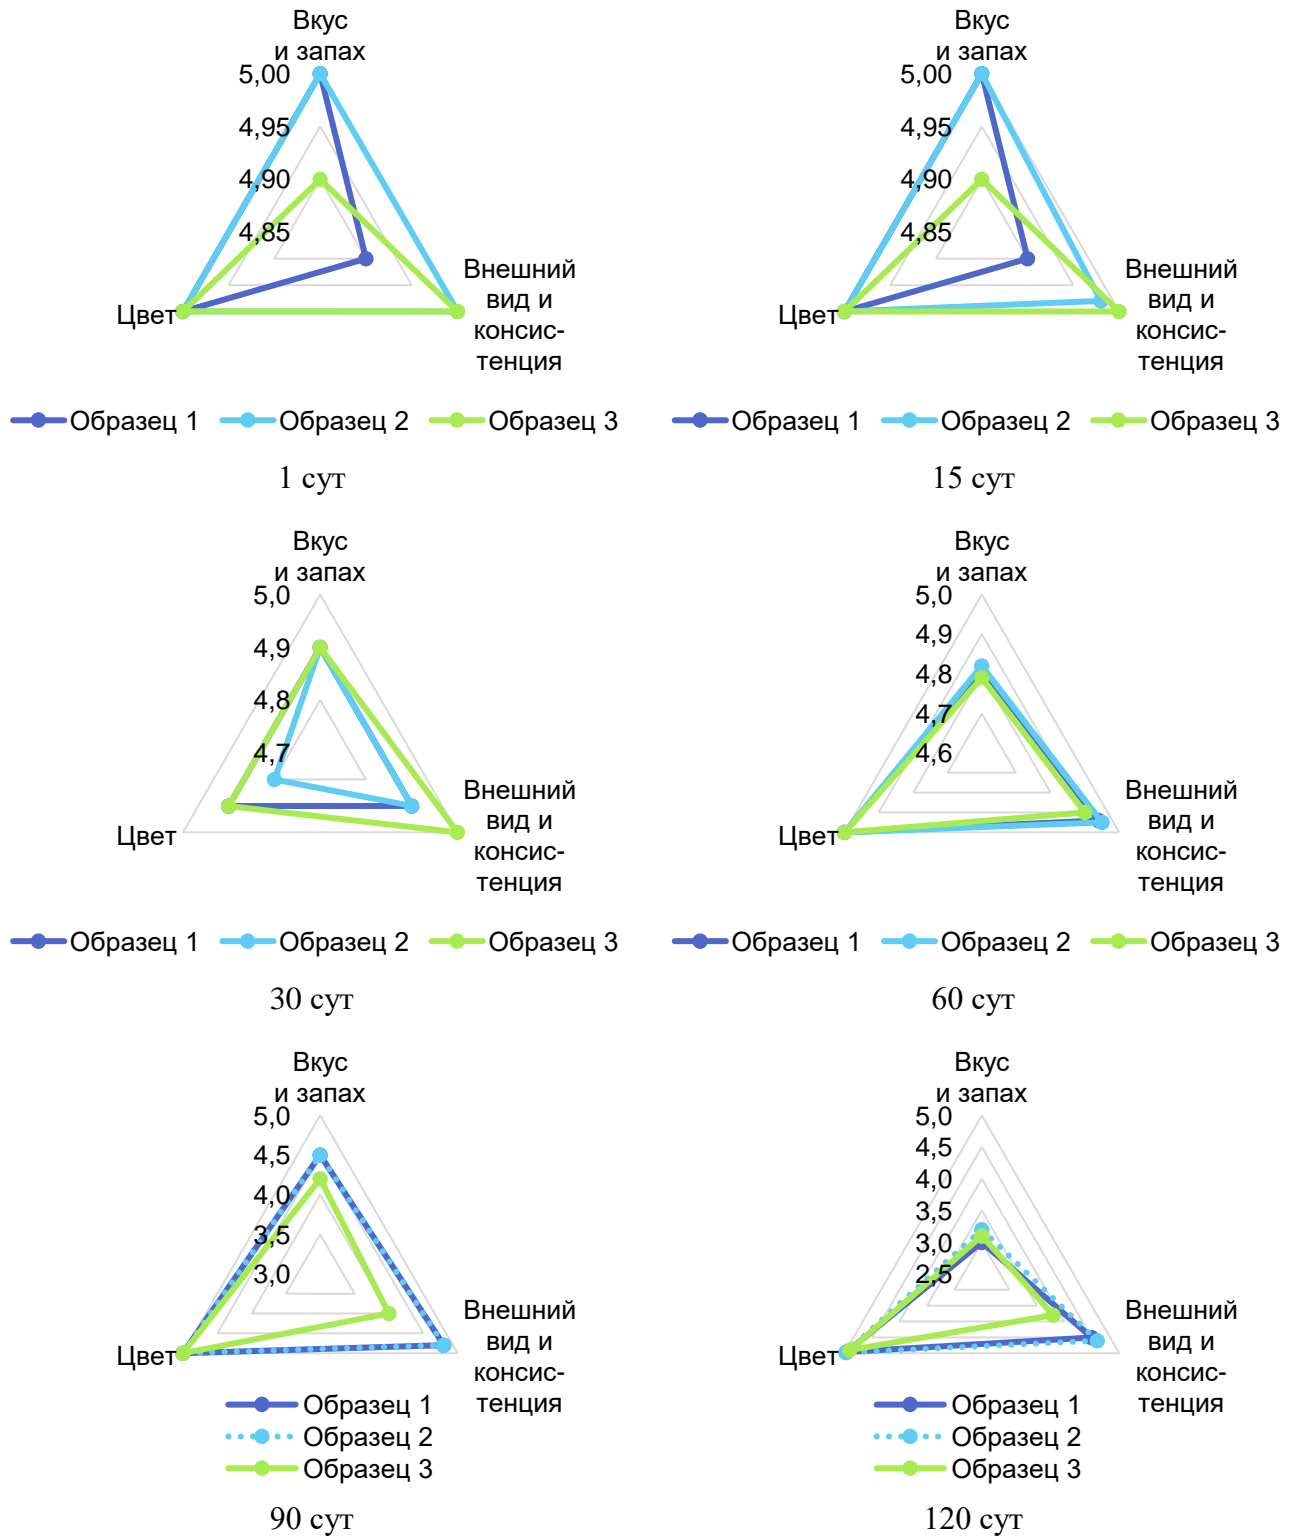 Вкус
и запах
5,00
4,95
4,90
4,85
Цвет
Внешний
вид и
консис-
тенция
Образец 1 Образец 2 Образец 3
1 сут
Вкус
и запах
5,00
4,95
4,90
4,85
Цвет
Внешний
вид и
консис-
тенция
Образец 1 Образец 2 Образец 3
15 сут
Вкус
и запах
5,0
4,9
4,8
4,7
Цвет
Внешний
вид и
консис-
тенция
Образец 1 Образец 2 Образец 3
30 сут
Вкус
и запах
5,0
4,9
4,8
4,7
4,6
Цвет
Внешний
вид и
консис-
тенция
Образец 1 Образец 2 Образец 3
60 сут
Вкус
и запах
5,0
4,5
4,0
3,5
3,0
Цвет
Внешний
вид и
консис-
тенция
Образец 1
Образец 2
Образец 3
90 сут
Вкус
и запах
5,0
4,5
4,0
3,5
3,0
2,5
Цвет
Внешний
вид и
консис-
тенция
Образец 1
Образец 2
Образец 3
120 сут